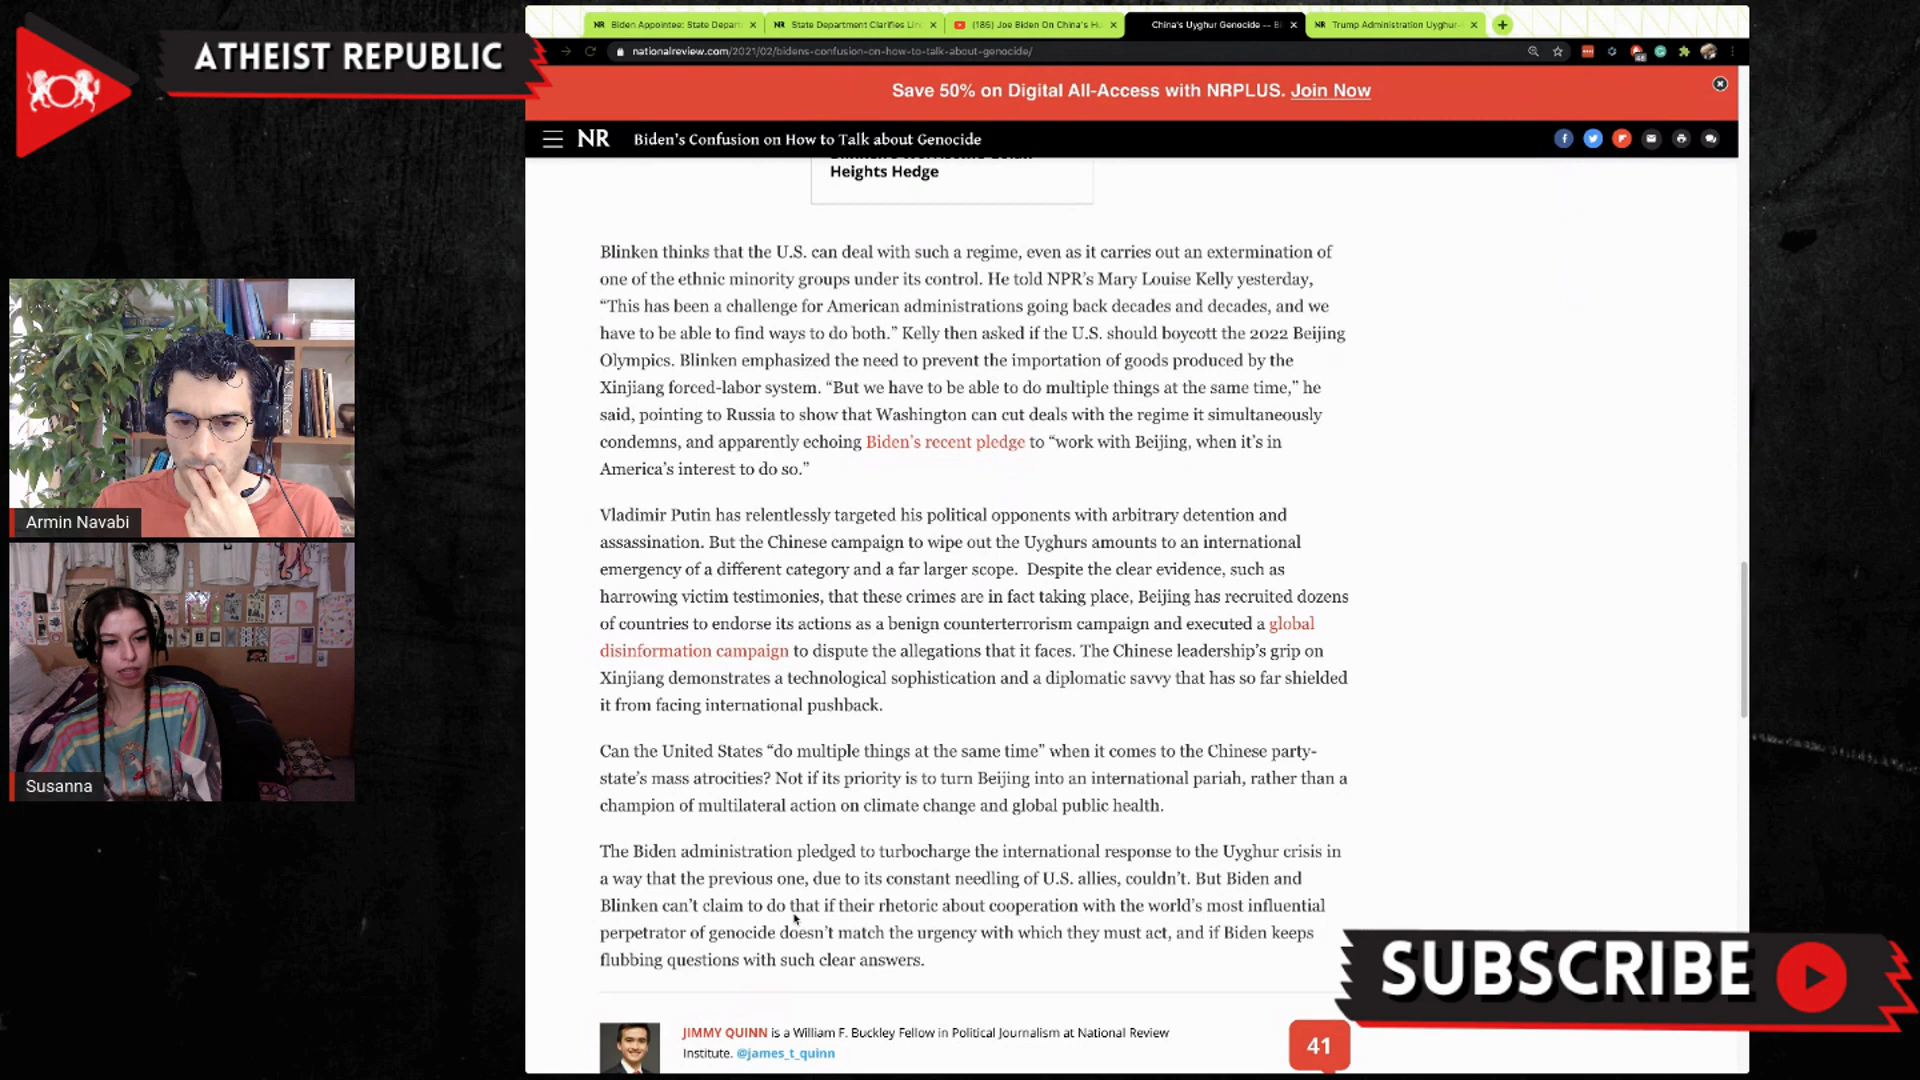 ATHEIST REPUBLIC
Armin Navabi
Susanna
NR Biden Appointee: State Depart
NR State Department Clarifies
(186) Joe Biden On China's
China's Uyghur Genocide --
NR Trump Administration Uyghur-
nationalreview.com/2021/02/bidens-confusion-on-how-to-talk-about-genocide/
Save 50% on Digital All-Access with NRPLUS. Join Now
NR Biden's Confusion on How to Talk about Genocide
Heights Hedge
Blinken thinks that the U.S. can deal with such a regime, even as it carries out an extermination of
one of the ethnic minority groups under its control. He told NPR's Mary Louise Kelly yesterday,
“This has been a challenge for American administrations going back decades and decades, and we
have to be able to find ways to do both.” Kelly then asked if the U.S. should boycott the 2022 Beijing
Olympics. Blinken emphasized the need to prevent the importation of goods produced by the
Xinjiang forced-labor system. “But we have to be able to do multiple things at the same time,” he
said, pointing to Russia to show that Washington can cut deals with the regime it simultaneously
condemns, and apparently echoing Biden's recent pledge to “work with Beijing, when it's in
America's interest to do so.”
Vladimir Putin has relentlessly targeted his political opponents with arbitrary detention and
assassination. But the Chinese campaign to wipe out the Uyghurs amounts to an international
emergency of a different category and a far larger scope. Despite the clear evidence, such as
harrowing victim testimonies, that these crimes are in fact taking place, Beijing has recruited dozens
of countries to endorse its actions as a benign counterterrorism campaign and executed a global
disinformation campaign to dispute the allegations that it faces. The Chinese leadership's grip on
Xinjiang demonstrates a technological sophistication and a diplomatic savvy that has so far shielded
it from facing international pushback.
Can the United States “do multiple things at the same time” when it comes to the Chinese party-
state's mass atrocities? Not if its priority is to turn Beijing into an international pariah, rather than a
champion of multilateral action on climate change and global public health.
The Biden administration pledged to turbocharge the international response to the Uyghur crisis in
a way that the previous one, due to its constant needling of U.S. allies, couldn't. But Biden and
Blinken can't claim to do that if their rhetoric about cooperation with the world's most influential
perpetrator of genocide doesn't match the urgency with which they must act, and if Biden keeps
flubbing questions with such clear answers.
JIMMY QUINN is a William F. Buckley Fellow in Political Journalism at National Review
Institute. @james_t_quinn
41
SUBSCRIBE